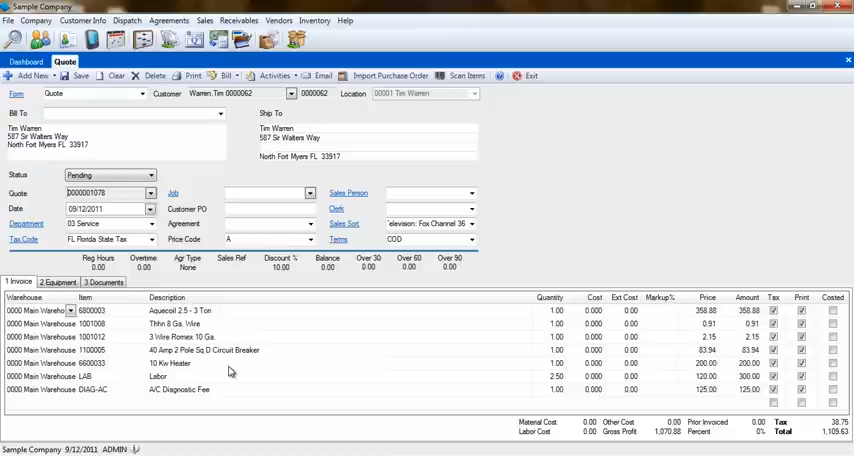 Sample Company
File Company Customer Info Dispatch Agreements Sales Receivables Vendors Inventory Help
Dashboard Quote
Add New Save Clear Delete Print Bill Activities Email Import Purchase Order Scan Items Exit
Form Quote Customer Warren,Tim 0000062 0000062 Location 00001 Tim Warren
Bill To Ship To
Tim Warren Tim Warren
587 Sir Walters Way 587 Sir Walters Way
North Fort Myers FL 33917 North Fort Myers FL 33917
Status Pending
Quote 0000001078 Job Sales Person
Date 09/12/2011 Customer PO Clerk
Department 03 Service Agreement Sales Sort 'elevision: Fox Channel 36
Tax Code FL Florida State Tax Price Code A Terms COD
Reg Hours Overtime Agr Type Sales Ref Discount % Balance Over 30 Over 60 Over 90
0.00 0.00 None 10.00 0.00 0.00 0.00 0.00
1 Invoice 2 Equipment 3 Documents
Warehouse Item Description Quantity Cost Ext Cost Markup% Price Amount Tax Print Costed
0000 Main Wareho 6800003 Aquecoil 2.5 - 3 Ton 1.00 0.000 0.00 358.88 358.88
0000 Main Warehouse 1001008 Thhn 8 Ga. Wire 1.00 0.000 0.00 0.91 0.91
0000 Main Warehouse 1001012 3 Wire Romex 10 Ga. 1.00 0.000 0.00 2.15 2.15
0000 Main Warehouse 1100005 40 Amp 2 Pole Sq D Circuit Breaker 1.00 0.000 0.00 83.94 83.94
0000 Main Warehouse 6600033 10 Kw Heater 1.00 0.000 0.00 200.00 200.00
0000 Main Warehouse LAB Labor 2.50 0.000 0.00 120.00 300.00
0000 Main Warehouse DIAG-AC A/C Diagnostic Fee 1.00 0.000 0.00 125.00 125.00
Material Cost 0.00 Other Cost 0.00 Prior Invoiced 0.00 Tax 38.75
Labor Cost 0.00 Gross Profit 1,070.88 Percent 0% Total 1,109.63
Sample Company 9/12/2011 ADMIN